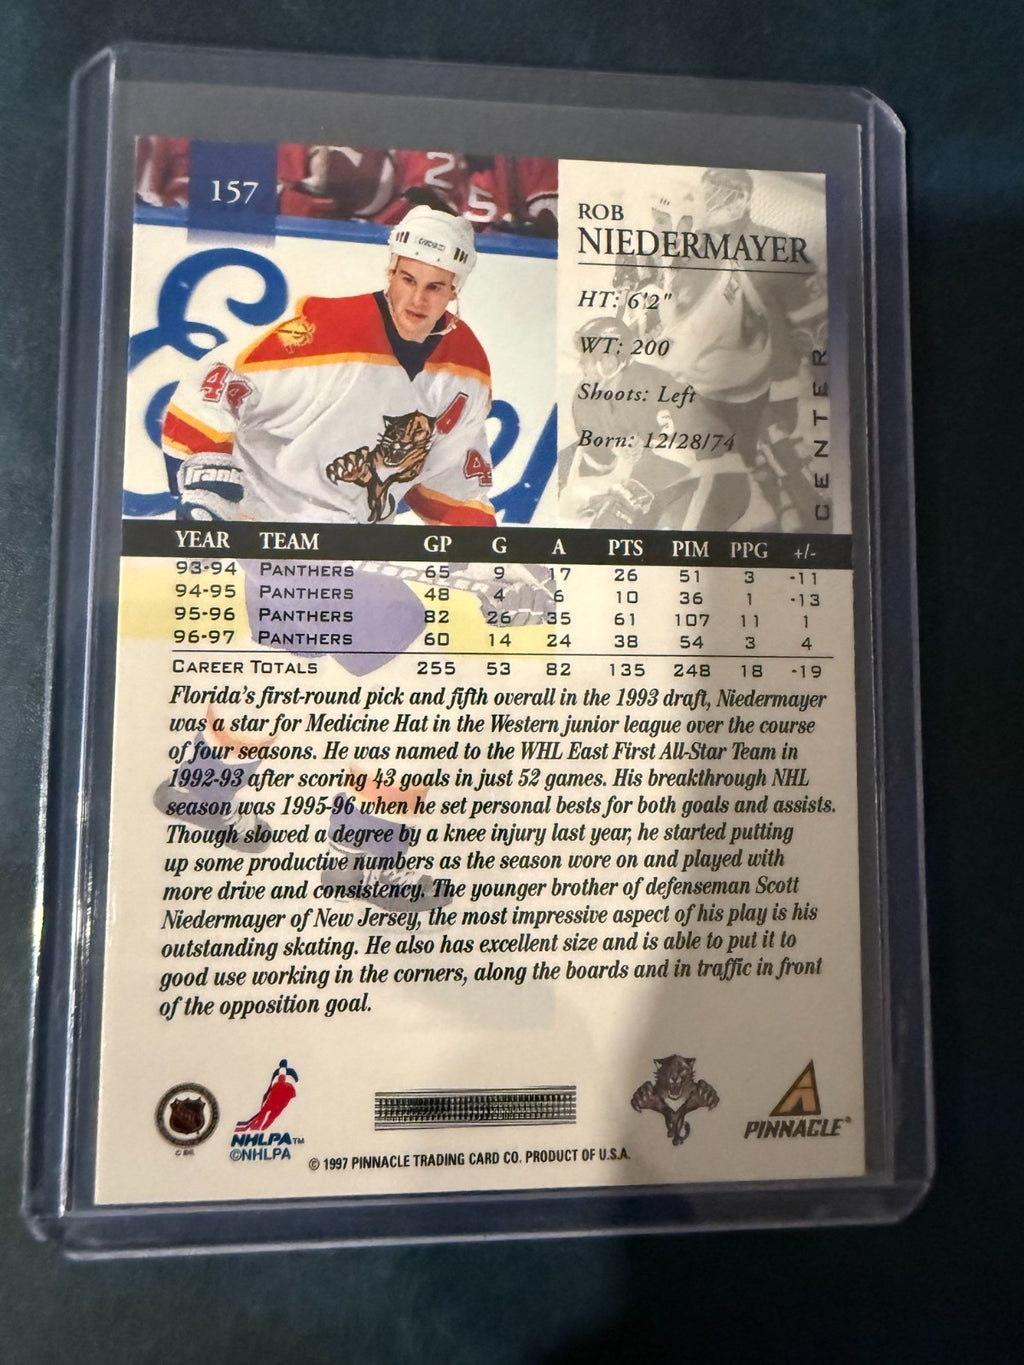 157
25
44
A
44
Franklin
ROB
NIEDERMAYER
HT: 6'2"
WT: 200
Shoots: Left
Born: 12/28/74
CENTER
YEAR TEAM GP G A PTS PIM PPG +/-
93-94 PANTHERS 65 9 17 26 51 3 -11
94-95 PANTHERS 48 4 6 10 36 1 -13
95-96 PANTHERS 82 26 35 61 107 11 1
96-97 PANTHERS 60 14 24 38 54 3 4
CAREER TOTALS 255 53 82 135 248 18 -19
Florida's first-round pick and fifth overall in the 1993 draft, Niedermayer
was a star for Medicine Hat in the Western junior league over the course
of four seasons. He was named to the WHL East First All-Star Team in
1992-93 after scoring 43 goals in just 52 games. His breakthrough NHL
season was 1995-96 when he set personal bests for both goals and assists.
Though slowed a degree by a knee injury last year, he started putting
up some productive numbers as the season wore on and played with
more drive and consistency. The younger brother of defenseman Scott
Niedermayer of New Jersey, the most impressive aspect of his play is his
outstanding skating. He also has excellent size and is able to put it to
good use working in the corners, along the boards and in traffic in front
of the opposition goal.
NHLPA™
©NHLPA
© 1997 PINNACLE TRADING CARD CO. PRODUCT OF U.S.A.
PINNACLE®